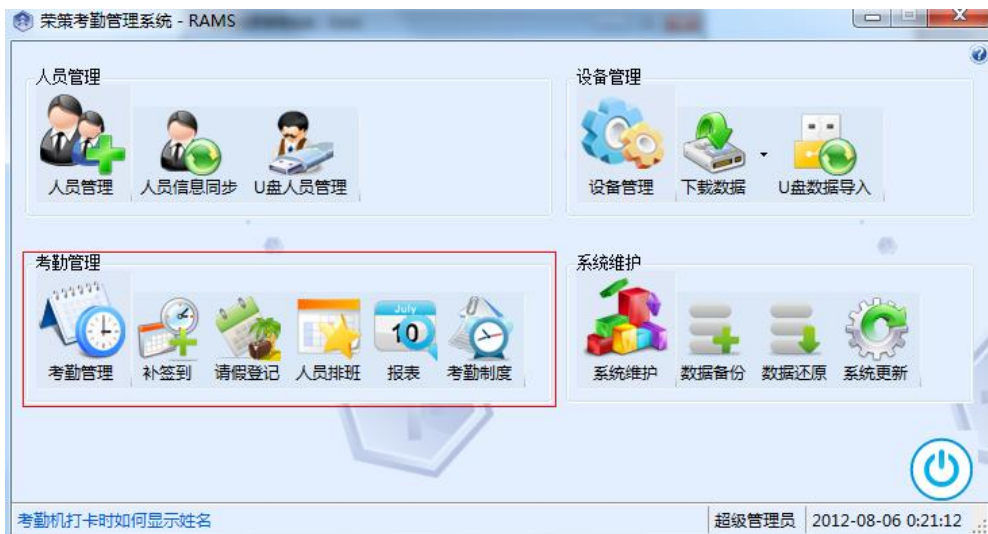 荣策考勤管理系统 - RAMS
人员管理
人员管理 人员信息同步 U盘人员管理
设备管理
设备管理 下载数据 U盘数据导入
考勤管理
July
10
考勤管理 补签到 请假登记 人员排班 报表 考勤制度
系统维护
系统维护 数据备份 数据还原 系统更新
考勤机打卡时如何显示姓名
超级管理员 2012-08-06 0:21:12